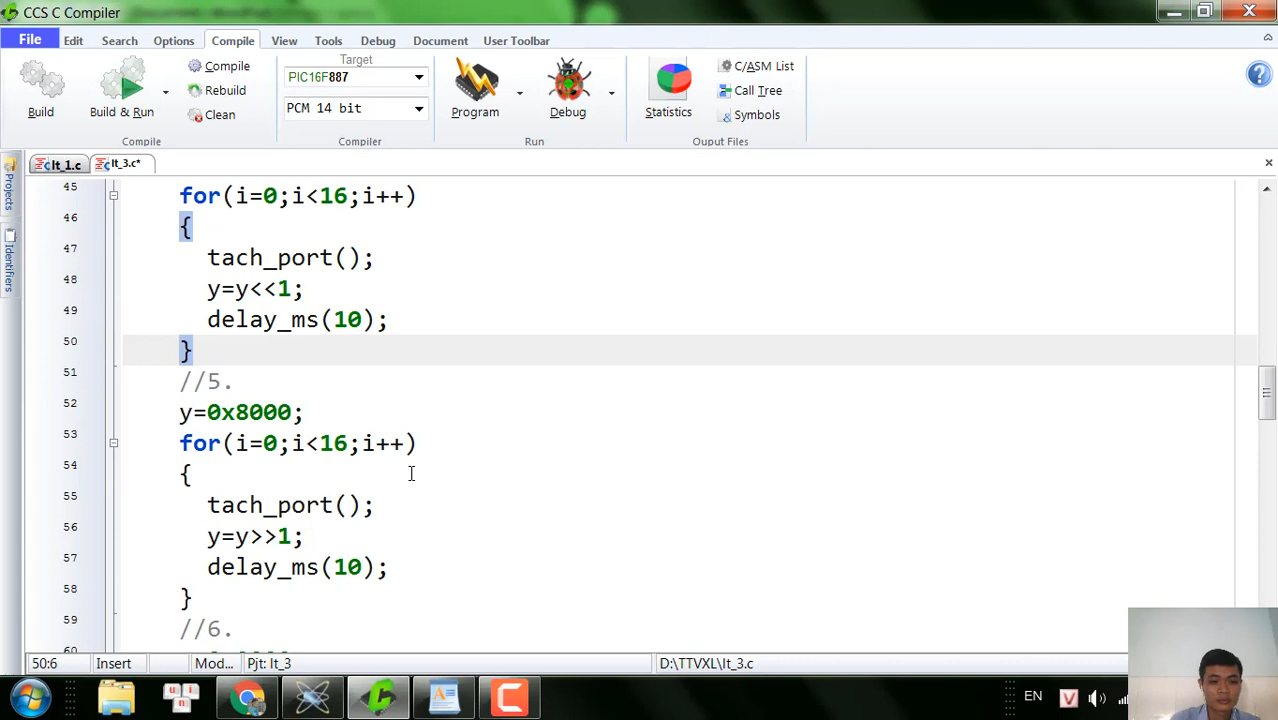 CCS C Compiler
File Edit Search Options Compile View Tools Debug Document User Toolbar
Build
Build & Run
Compile
Rebuild
Clean
Compile
Target
PIC16F887
PCM 14 bit
Compiler
Program
Debug
Run
Statistics
C/ASM List
Call Tree
Symbols
Ouput Files
lt_1.c lt_3.c*
Projects
Identifiers
45 for(i=0;i<16;i++)
46 {
47 tach_port();
48 y=y<<1;
49 delay_ms(10);
50 }
51 //5.
52 y=0x8000;
53 for(i=0;i<16;i++)
54 {
55 tach_port();
56 y=y>>1;
57 delay_ms(10);
58 }
59 //6.
60
50:6 Insert Mod... Pjt: lt_3 D:\TTVXL\lt_3.c
EN V